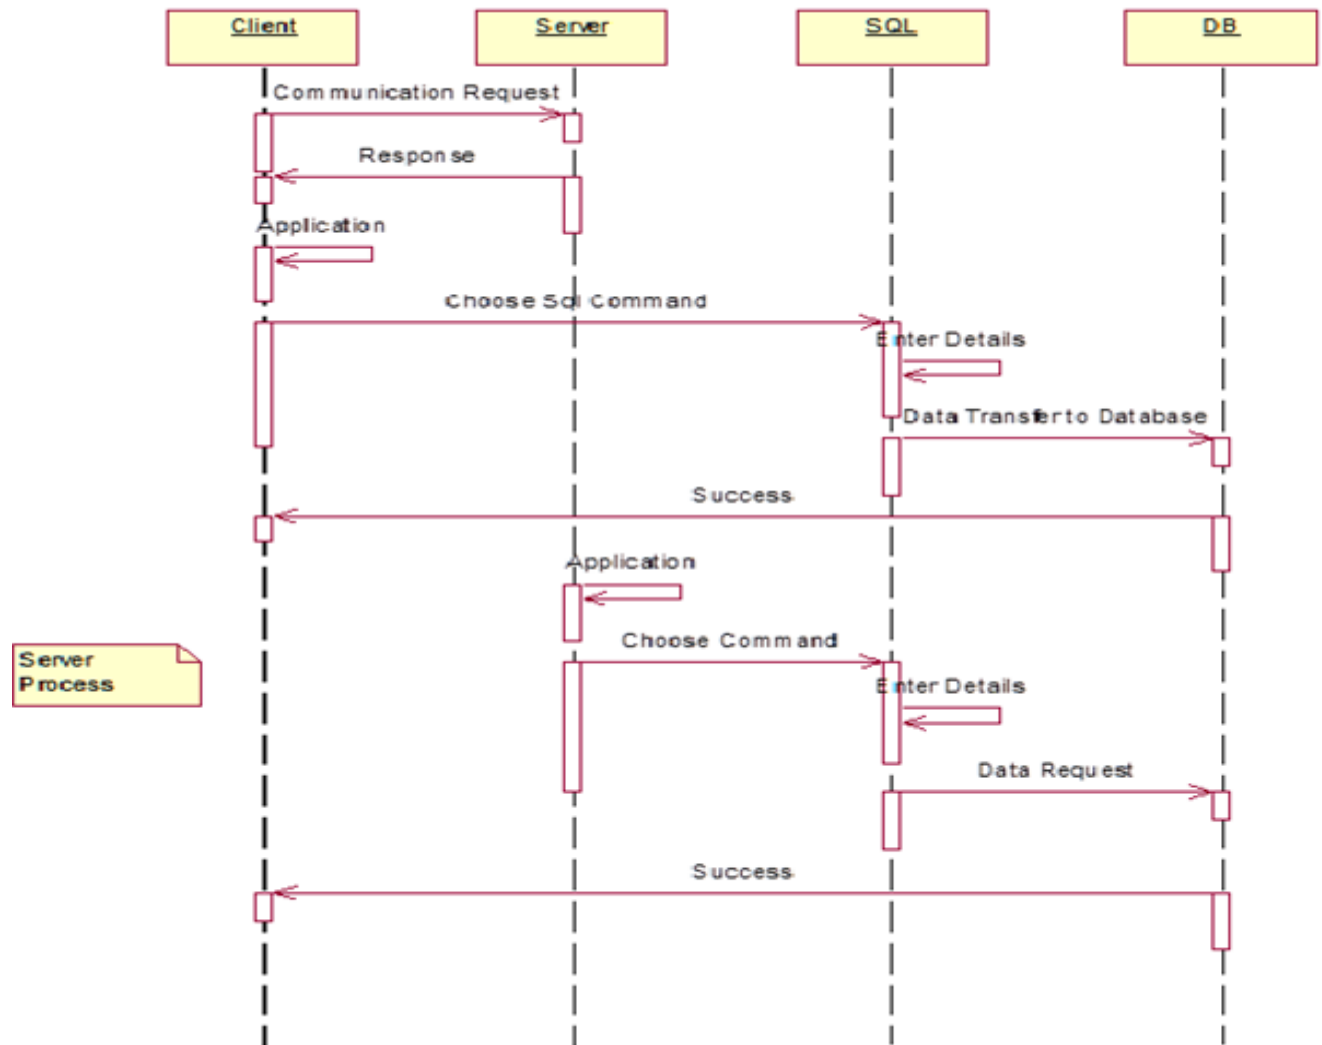 Client
Server
SQL
DB
Communication Request
Response
Application
Choose Sql Command
Enter Details
Data Transfer to Database
Success
Application
Choose Command
Server
Process
Enter Details
Data Request
Success